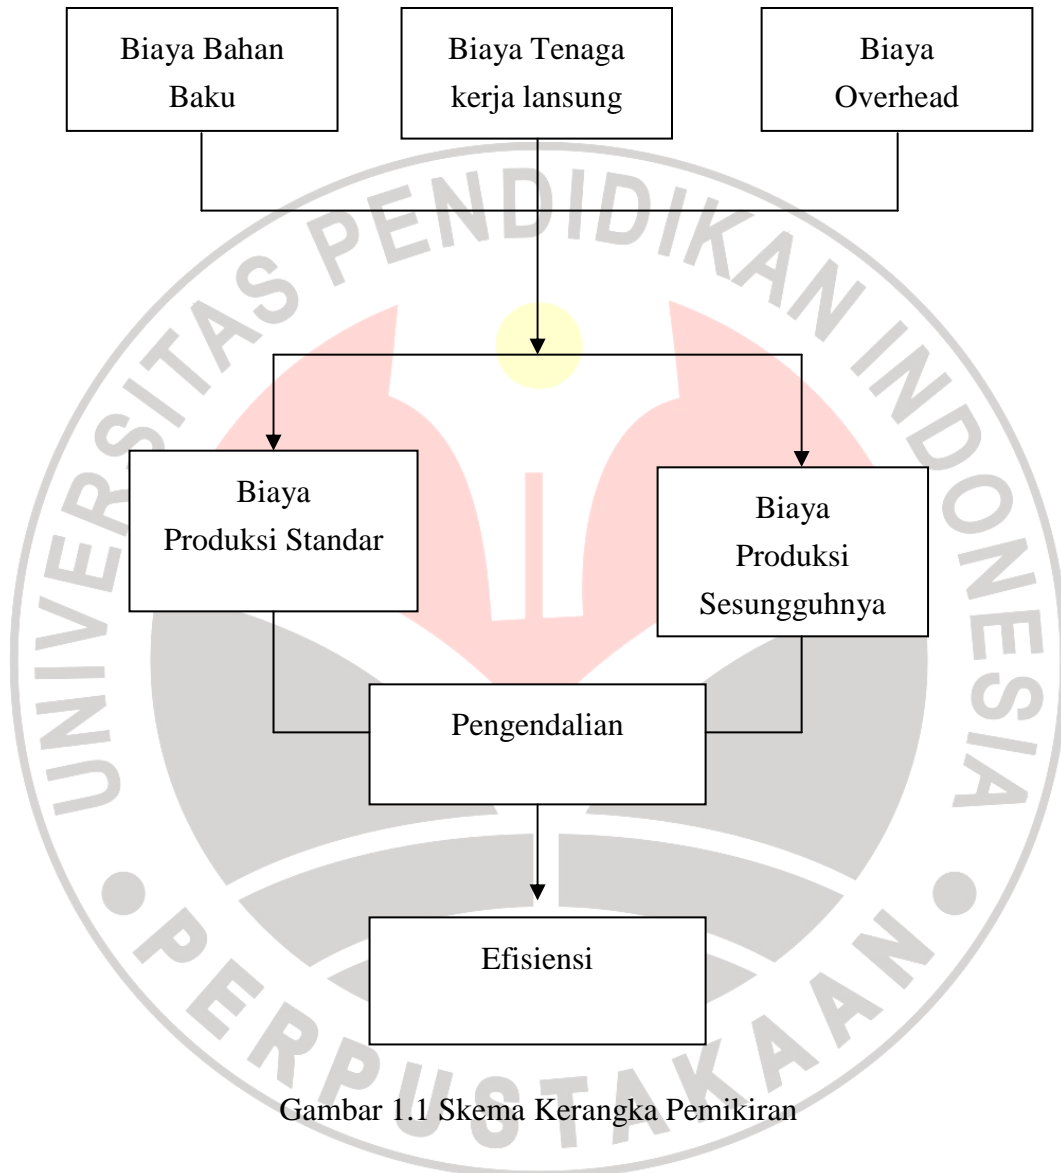 Biaya Bahan
Baku
Biaya Tenaga
kerja lansung
Biaya
Overhead
UNIVERSITAS PENDIDIKAN INDONESIA
Biaya
Produksi Standar
Biaya
Produksi
Sesungguhnya
Pengendalian
Efisiensi
PERPUSTAKAAN
Gambar 1.1 Skema Kerangka Pemikiran